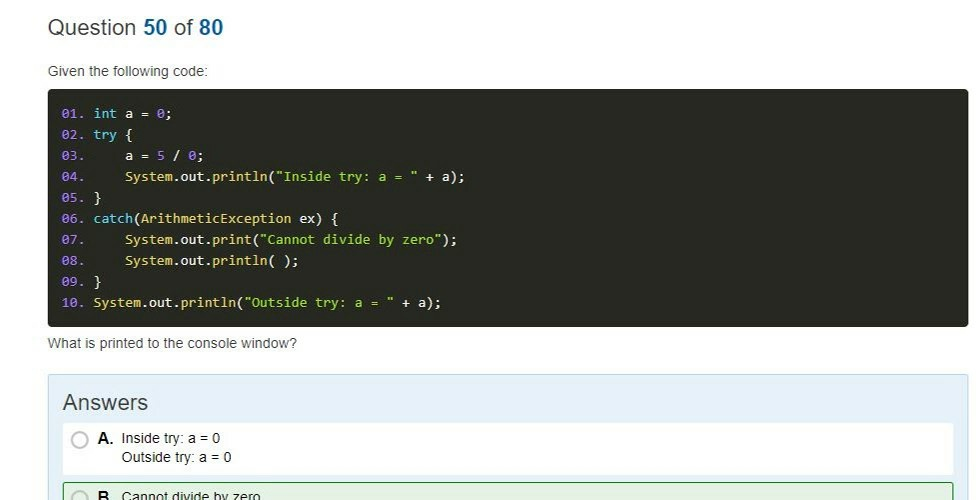 Question 50 of 80
Given the following code:
01. int a = 0;
02. try {
03.     a = 5 / 0;
04.     System.out.println("Inside try: a = " + a);
05. }
06. catch(ArithmeticException ex) {
07.     System.out.print("Cannot divide by zero");
08.     System.out.println( );
09. }
10. System.out.println("Outside try: a = " + a);
What is printed to the console window?
Answers
A. Inside try: a = 0
Outside try: a = 0
B. Cannot divide by zero